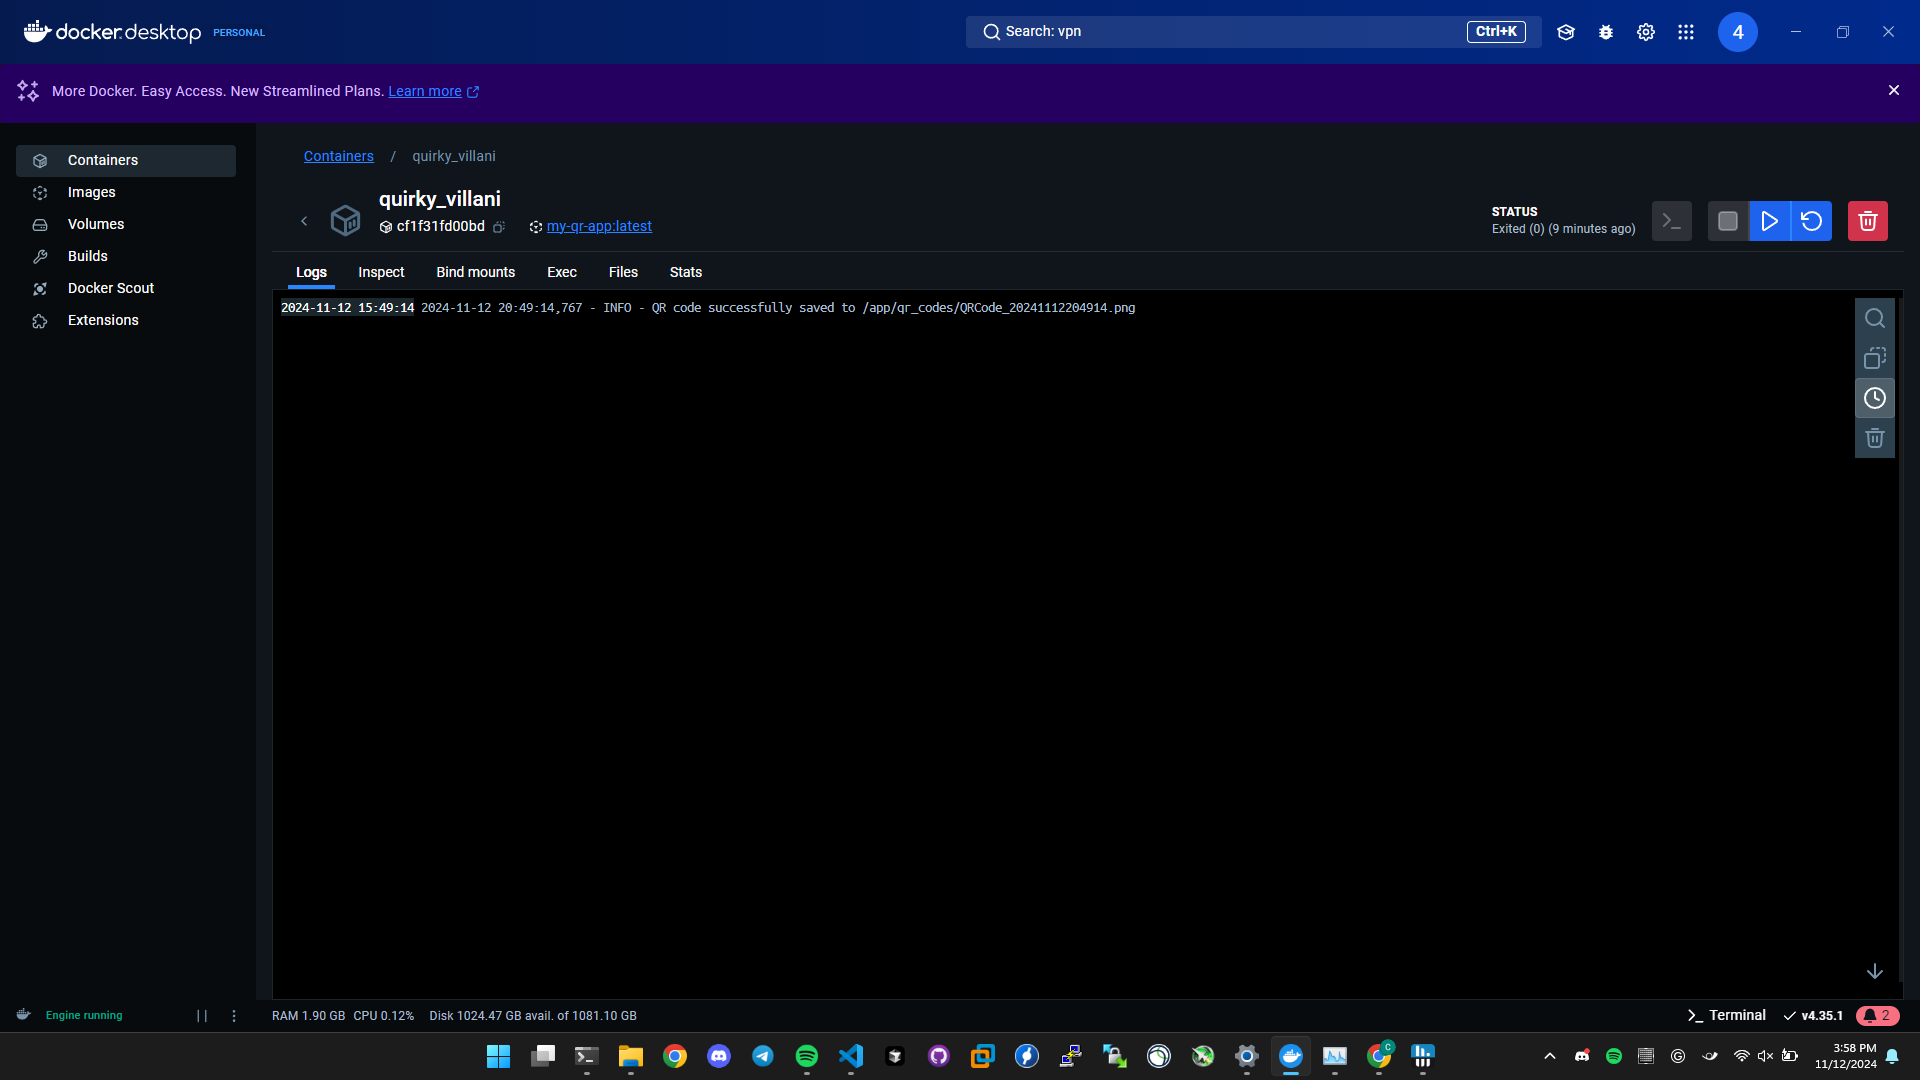 docker desktop PERSONAL
Search: vpn
Ctrl+K
4
More Docker. Easy Access. New Streamlined Plans. Learn more
Containers
Images
Volumes
Builds
Docker Scout
Extensions
Containers / quirky_villani
quirky_villani
cf1f31fd00bd
my-qr-app:latest
STATUS
Exited (0) (9 minutes ago)
Logs
Inspect
Bind mounts
Exec
Files
Stats
2024-11-12 15:49:14 2024-11-12 20:49:14,767 - INFO - QR code successfully saved to /app/qr_codes/QRCode_20241112204914.png
Engine running
RAM 1.90 GB CPU 0.12% Disk 1024.47 GB avail. of 1081.10 GB
Terminal
v4.35.1
2
C
3:58 PM
11/12/2024